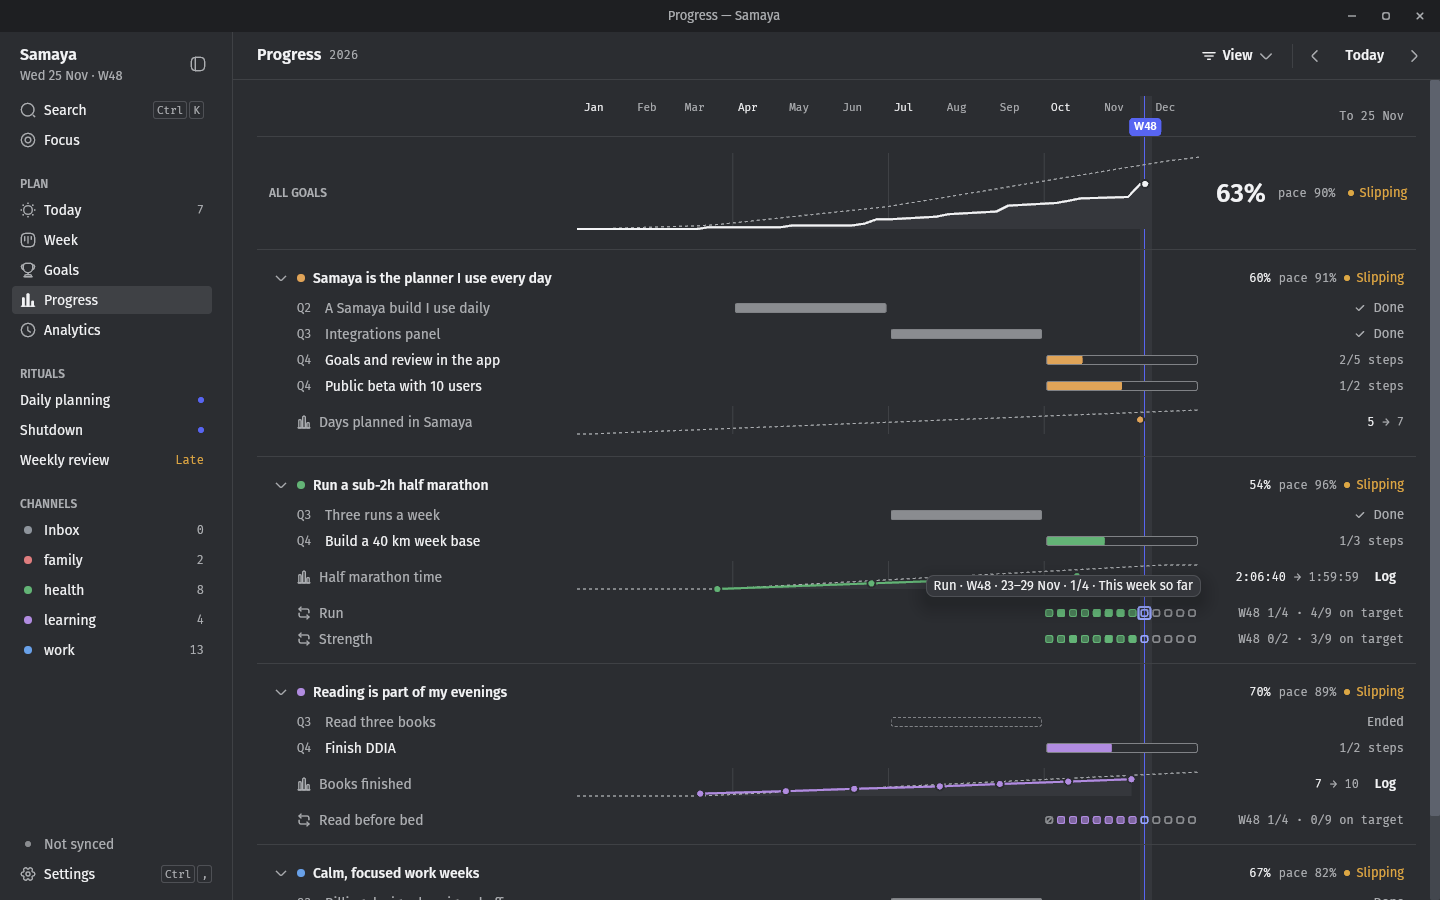 Progress — Samaya
Samaya
Wed 25 Nov · W48
Search Ctrl K
Focus
PLAN
Today 7
Week
Goals
Progress
Analytics
RITUALS
Daily planning
Shutdown
Weekly review Late
CHANNELS
Inbox 0
family 2
health 8
learning 4
work 13
Not synced
Settings Ctrl ,
Progress 2026
View
Today
Jan Feb Mar Apr May Jun Jul Aug Sep Oct Nov Dec
W48
To 25 Nov
ALL GOALS 63% pace 90% Slipping
Samaya is the planner I use every day 60% pace 91% Slipping
Q2 A Samaya build I use daily Done
Q3 Integrations panel Done
Q4 Goals and review in the app 2/5 steps
Q4 Public beta with 10 users 1/2 steps
Days planned in Samaya 5 → 7
Run a sub-2h half marathon 54% pace 96% Slipping
Q3 Three runs a week Done
Q4 Build a 40 km week base 1/3 steps
Half marathon time 2:06:40 → 1:59:59 Log
Run · W48 · 23–29 Nov · 1/4 · This week so far
Run W48 1/4 · 4/9 on target
Strength W48 0/2 · 3/9 on target
Reading is part of my evenings 70% pace 89% Slipping
Q3 Read three books Ended
Q4 Finish DDIA 1/2 steps
Books finished 7 → 10 Log
Read before bed W48 1/4 · 0/9 on target
Calm, focused work weeks 67% pace 82% Slipping